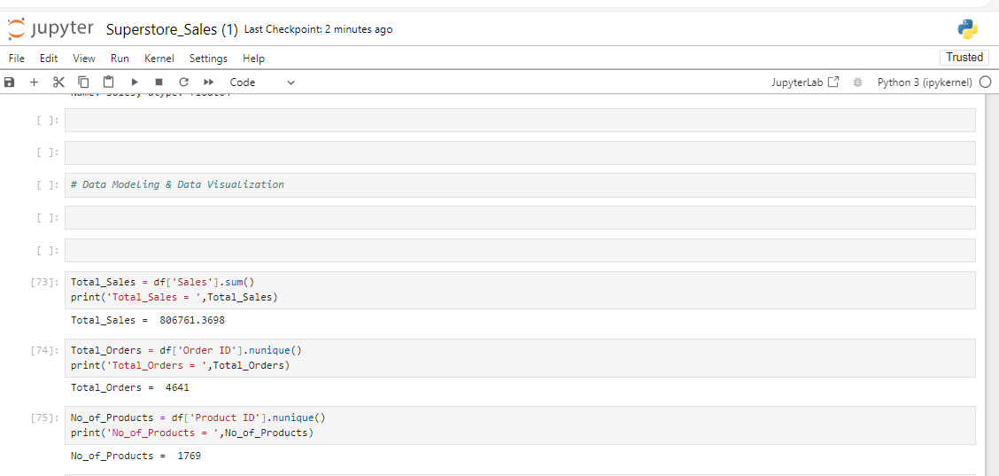 jupyter Superstore_Sales (1) Last Checkpoint: 2 minutes ago
File Edit View Run Kernel Settings Help Trusted
Code JupyterLab Python 3 (ipykernel)
[ ]:
[ ]:
[ ]: # Data Modeling & Data Visualization
[ ]:
[ ]:
[73]: Total_Sales = df['Sales'].sum()
print('Total_Sales = ',Total_Sales)
Total_Sales =  806761.3698
[74]: Total_Orders = df['Order ID'].nunique()
print('Total_Orders = ',Total_Orders)
Total_Orders =  4641
[75]: No_of_Products = df['Product ID'].nunique()
print('No_of_Products = ',No_of_Products)
No_of_Products =  1769